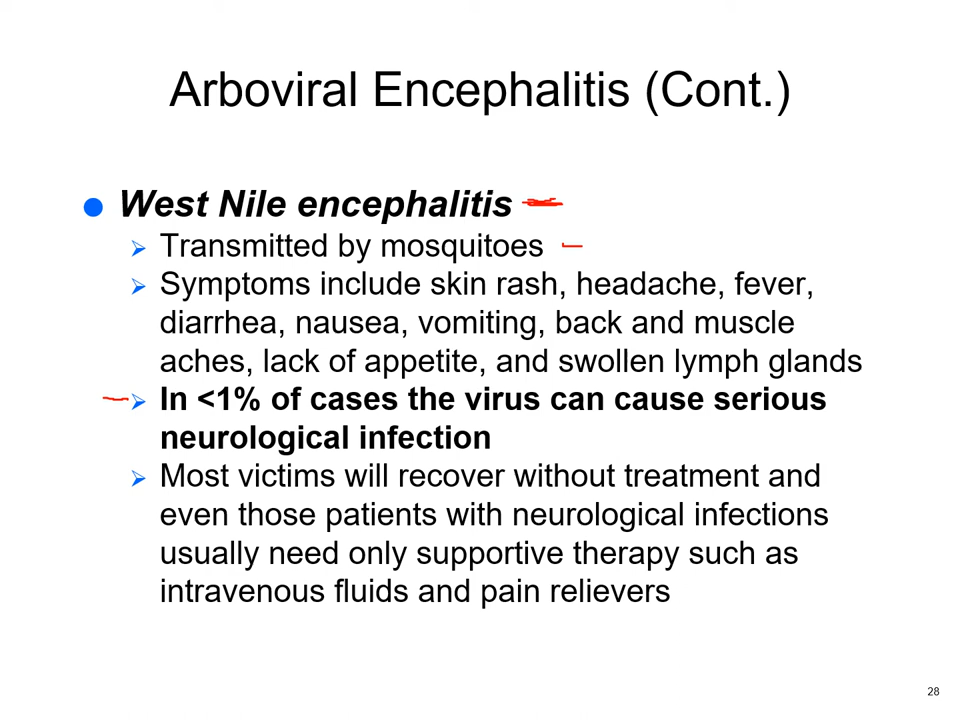 Arboviral Encephalitis (Cont.)
West Nile encephalitis
Transmitted by mosquitoes
Symptoms include skin rash, headache, fever,
diarrhea, nausea, vomiting, back and muscle
aches, lack of appetite, and swollen lymph glands
In <1% of cases the virus can cause serious
neurological infection
Most victims will recover without treatment and
even those patients with neurological infections
usually need only supportive therapy such as
intravenous fluids and pain relievers
28